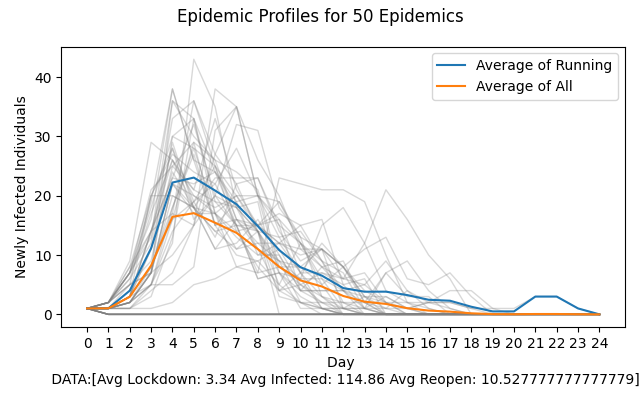 Epidemic Profiles for 50 Epidemics
Average of Running
Average of All
Newly Infected Individuals
40
30
20
10
0
0 1 2 3 4 5 6 7 8 9 10 11 12 13 14 15 16 17 18 19 20 21 22 23 24
Day
DATA:[Avg Lockdown: 3.34 Avg Infected: 114.86 Avg Reopen: 10.527777777777779]